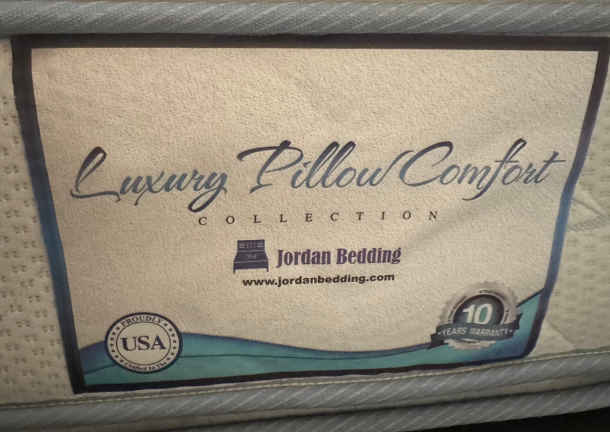 Luxury Pillow Comfort
COLLECTION
Jordan Bedding
www.jordanbedding.com
PROUDLY
USA
10
YEARS WARRANTY